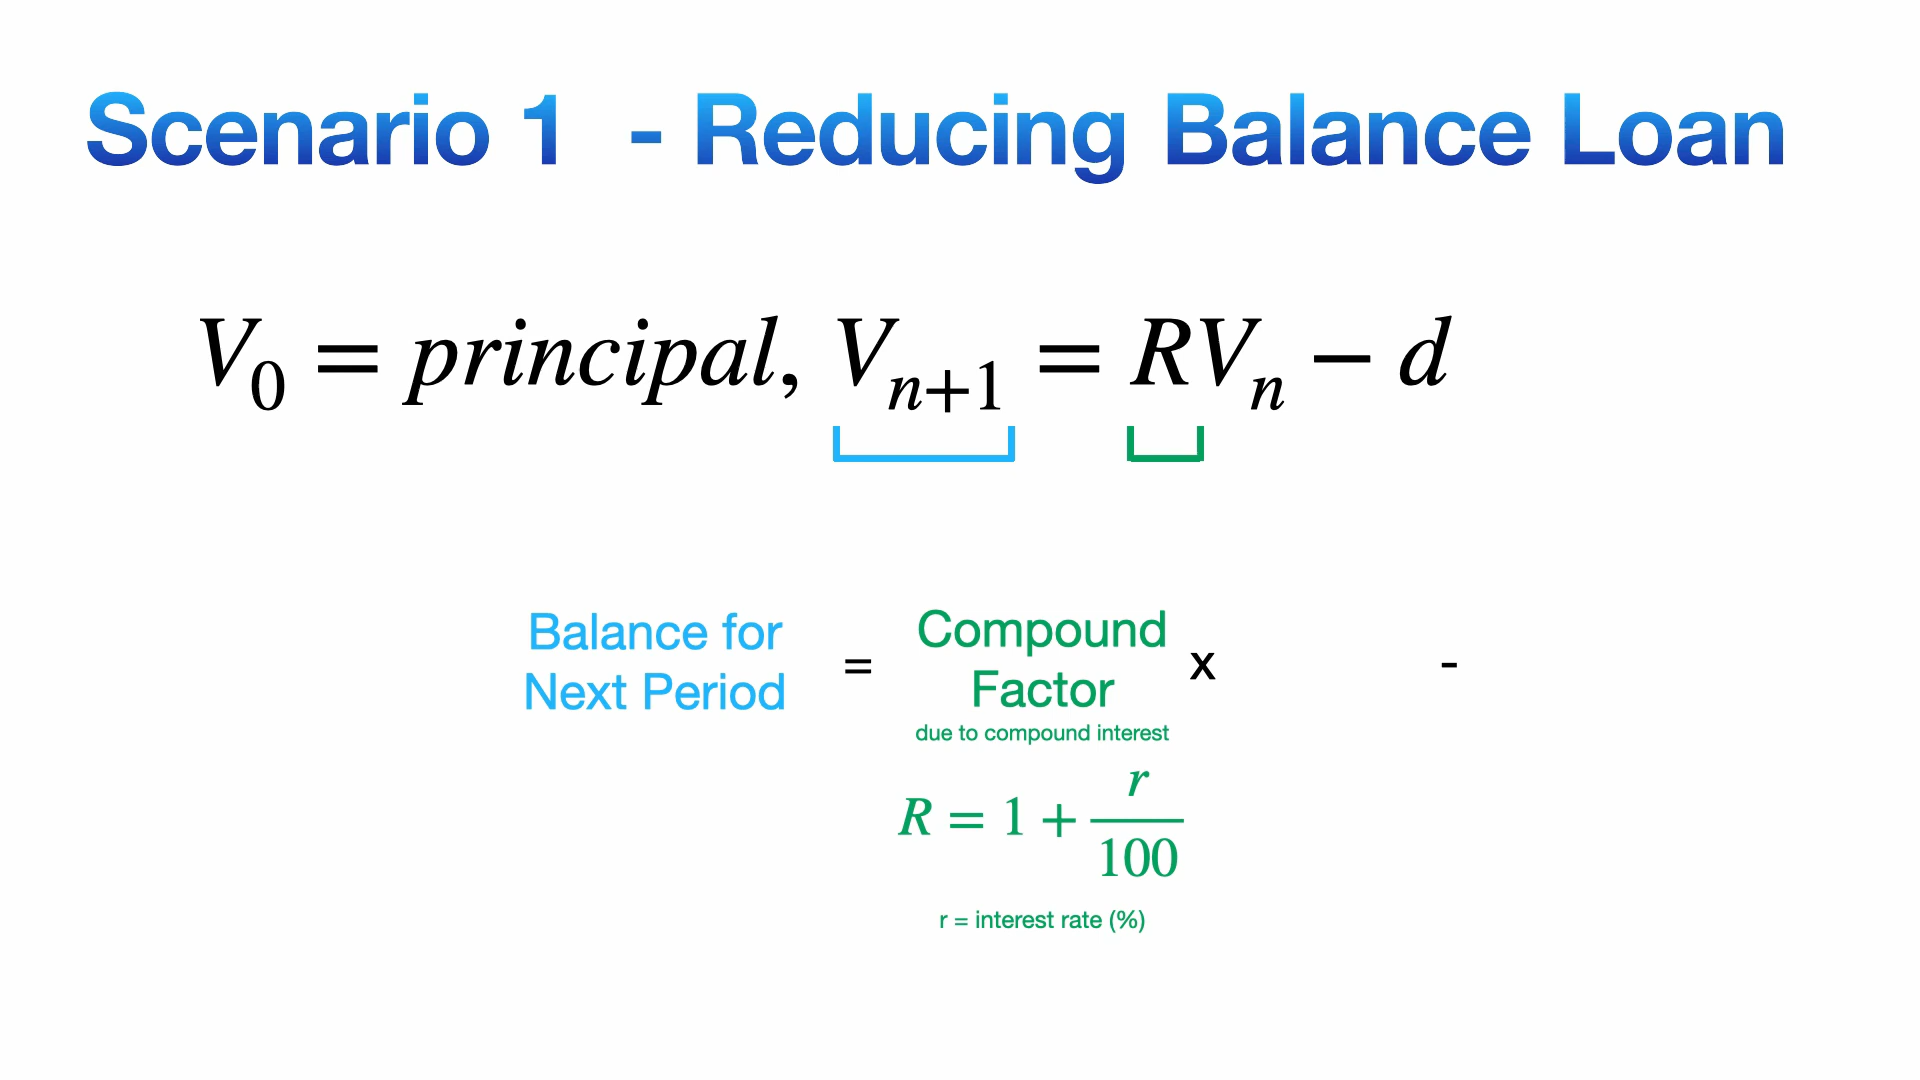 Scenario 1 - Reducing Balance Loan
V₀ = principal, Vₙ₊₁ = RVₙ − d
Balance for
Next Period
=
Compound
Factor
due to compound interest
x
-
R = 1 + r/100
r = interest rate (%)